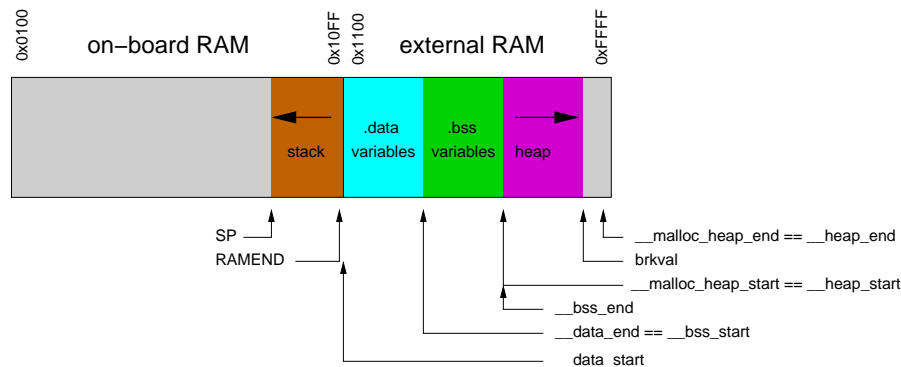 0x0100
on−board RAM
0x10FF
0x1100
external RAM
0xFFFF
stack
.data
variables
.bss
variables
heap
SP
RAMEND
__malloc_heap_end == __heap_end
brkval
__malloc_heap_start == __heap_start
__bss_end
__data_end == __bss_start
data start